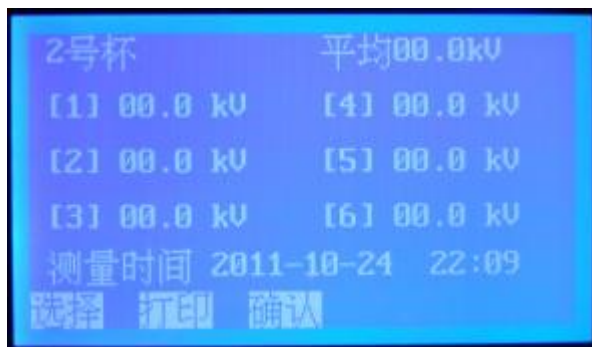 2号杯 平均00.0kV
[1] 00.0 kV [4] 00.0 kV
[2] 00.0 kV [5] 00.0 kV
[3] 00.0 kV [6] 00.0 kV
测量时间 2011-10-24 22:09
选择 打印 确认